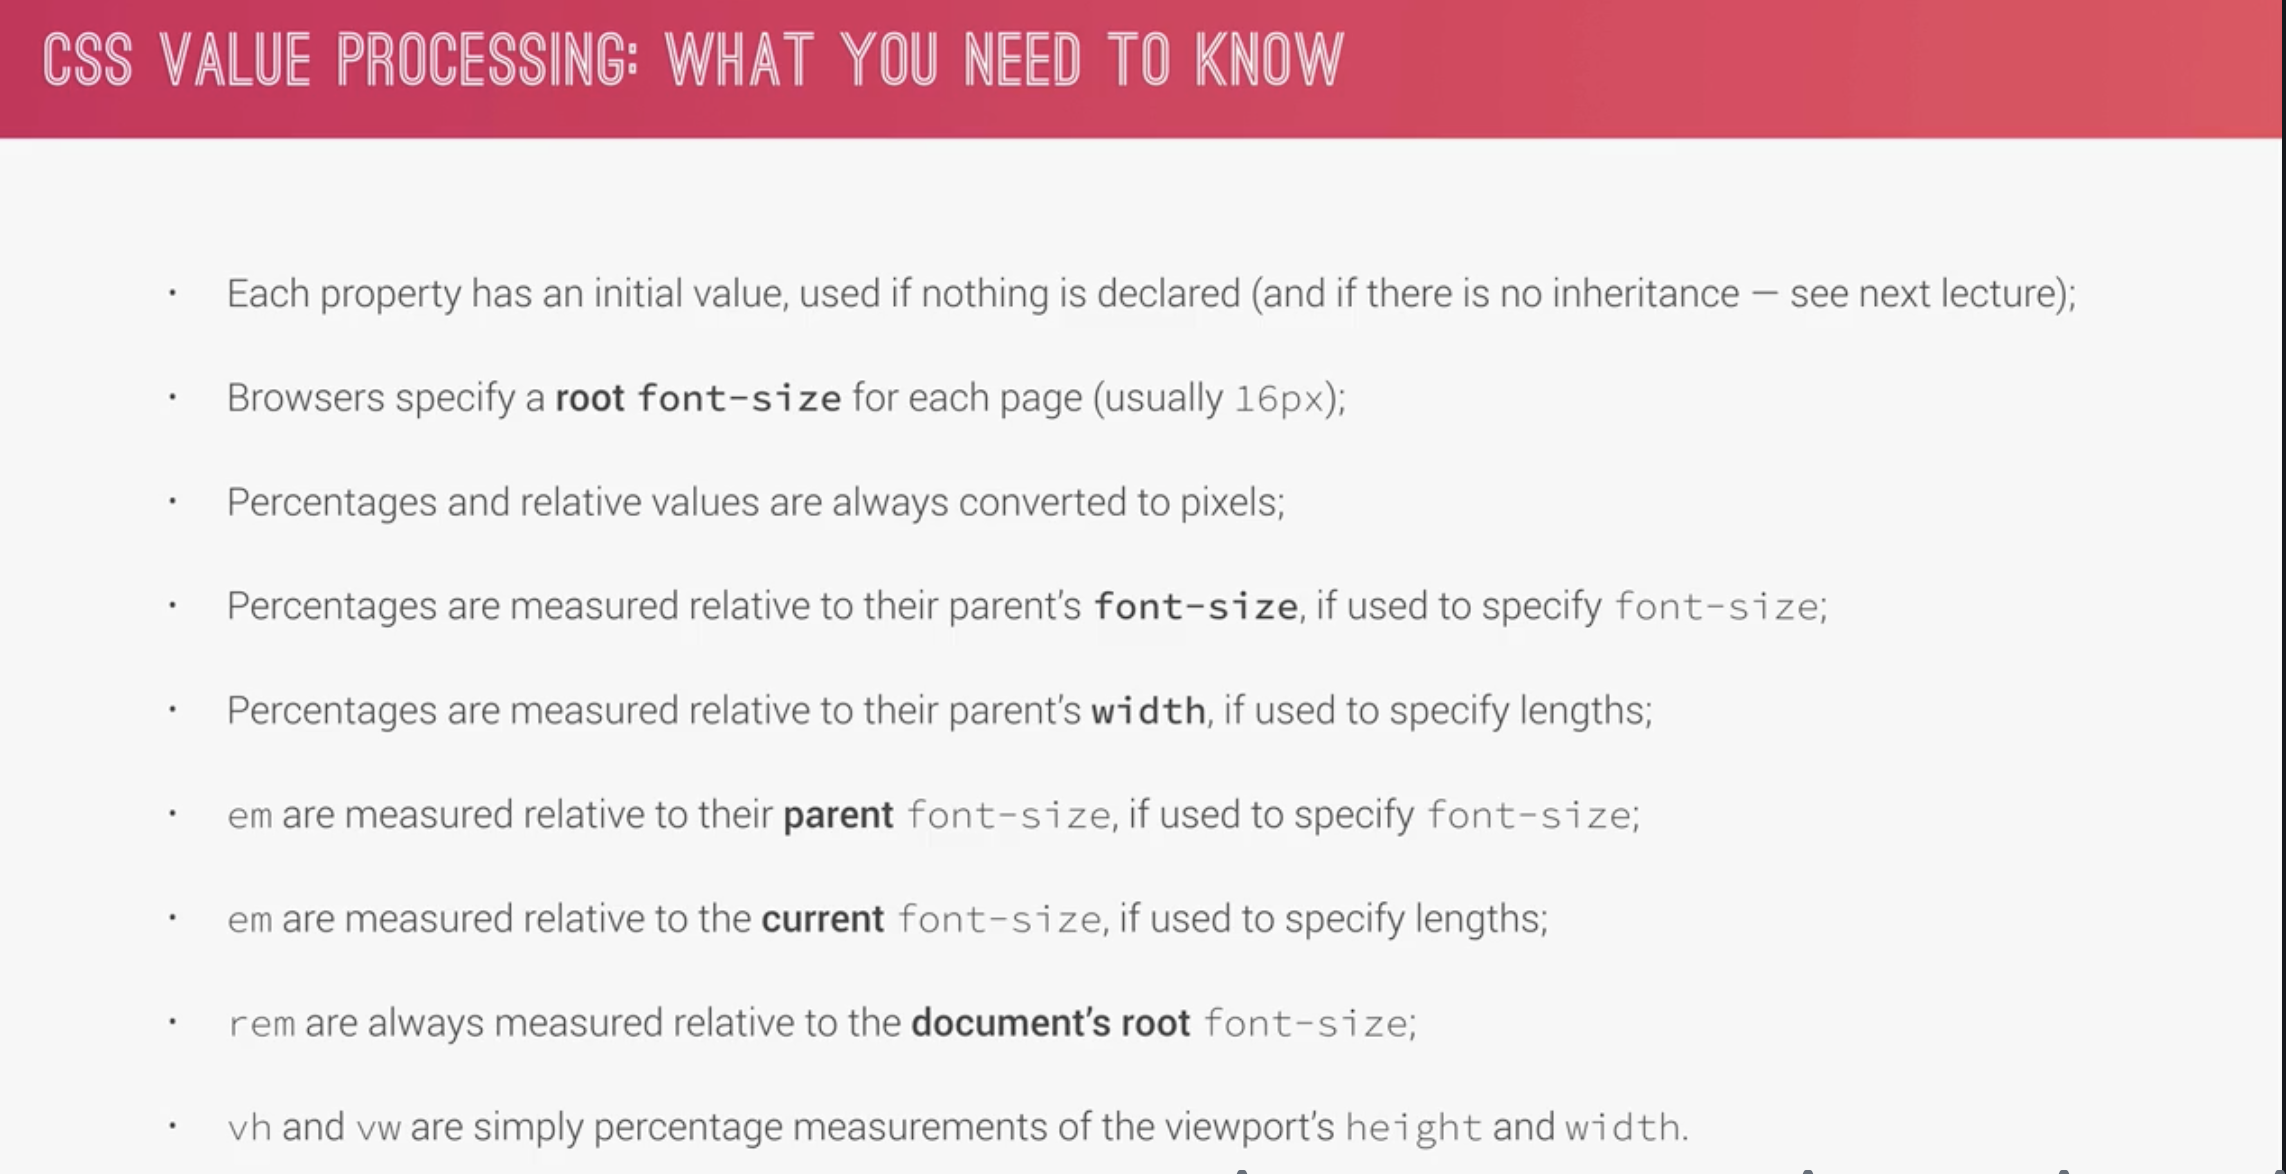 CSS VALUE PROCESSING: WHAT YOU NEED TO KNOW
• Each property has an initial value, used if nothing is declared (and if there is no inheritance — see next lecture);
• Browsers specify a root font-size for each page (usually 16px);
• Percentages and relative values are always converted to pixels;
• Percentages are measured relative to their parent’s font-size, if used to specify font-size;
• Percentages are measured relative to their parent’s width, if used to specify lengths;
• em are measured relative to their parent font-size, if used to specify font-size;
• em are measured relative to the current font-size, if used to specify lengths;
• rem are always measured relative to the document’s root font-size;
• vh and vw are simply percentage measurements of the viewport’s height and width.